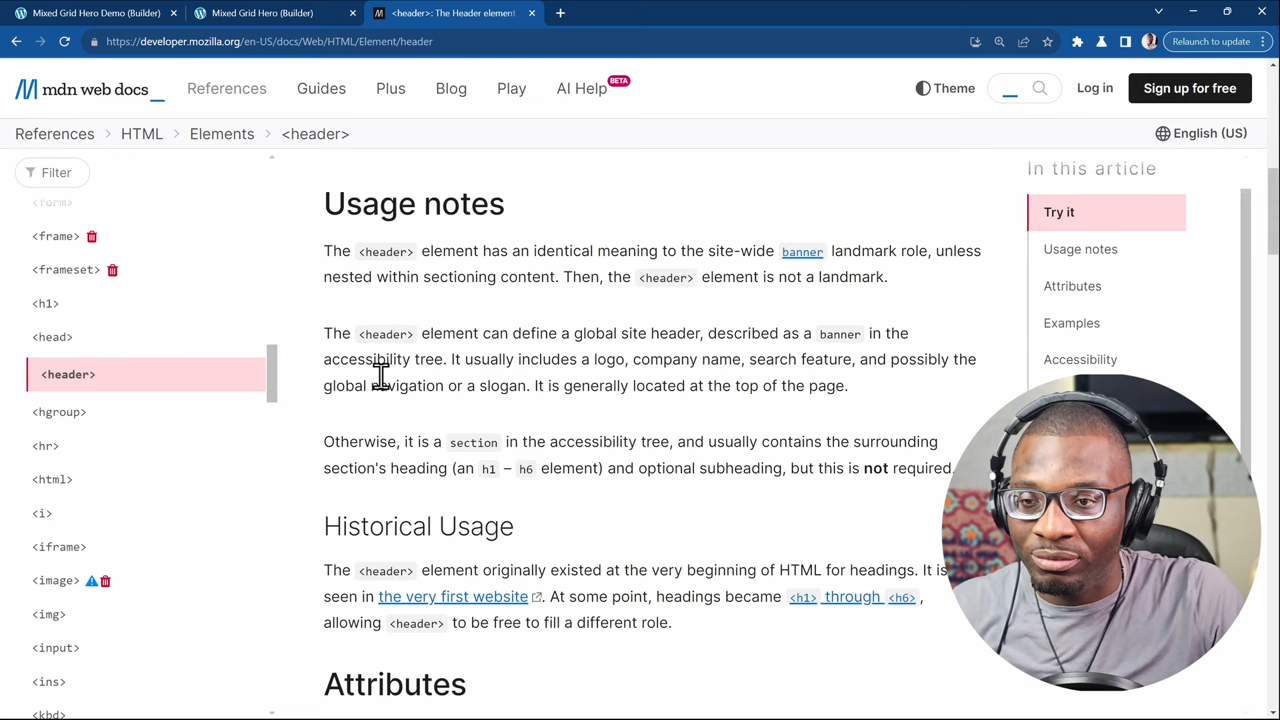 Mixed Grid Hero Demo (Builder)
Mixed Grid Hero (Builder)
<header>: The Header element
https://developer.mozilla.org/en-US/docs/Web/HTML/Element/header
Relaunch to update
mdn web docs_
References
Guides
Plus
Blog
Play
AI Help
BETA
Theme
Log in
Sign up for free
References > HTML > Elements > <header>
English (US)
Filter
<form>
<frame>
<frameset>
<h1>
<head>
<header>
<hgroup>
<hr>
<html>
<i>
<iframe>
<image>
<img>
<input>
<ins>
<kbd>
Usage notes
The <header> element has an identical meaning to the site-wide banner landmark role, unless
nested within sectioning content. Then, the <header> element is not a landmark.
The <header> element can define a global site header, described as a banner in the
accessibility tree. It usually includes a logo, company name, search feature, and possibly the
global navigation or a slogan. It is generally located at the top of the page.
Otherwise, it is a section in the accessibility tree, and usually contains the surrounding
section's heading (an h1 – h6 element) and optional subheading, but this is not required.
Historical Usage
The <header> element originally existed at the very beginning of HTML for headings. It is
seen in the very first website. At some point, headings became <h1> through <h6>,
allowing <header> to be free to fill a different role.
Attributes
In this article
Try it
Usage notes
Attributes
Examples
Accessibility